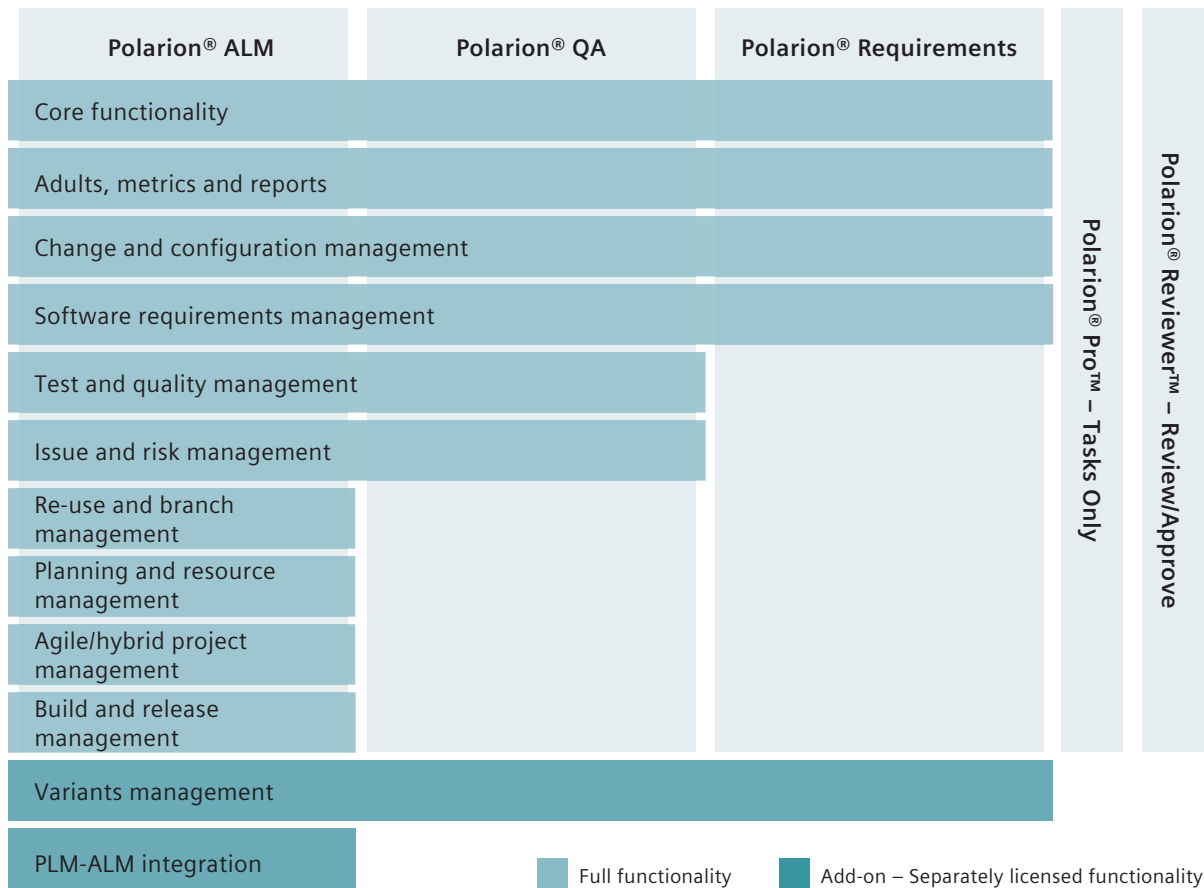 Polarion® ALM
Polarion® QA
Polarion® Requirements
Core functionality
Adults, metrics and reports
Change and configuration management
Software requirements management
Test and quality management
Issue and risk management
Re-use and branch
management
Planning and resource
management
Agile/hybrid project
management
Build and release
management
Variants management
PLM-ALM integration
Polarion® Pro™ – Tasks Only
Polarion® Reviewer™ – Review/Approve
Full functionality
Add-on – Separately licensed functionality